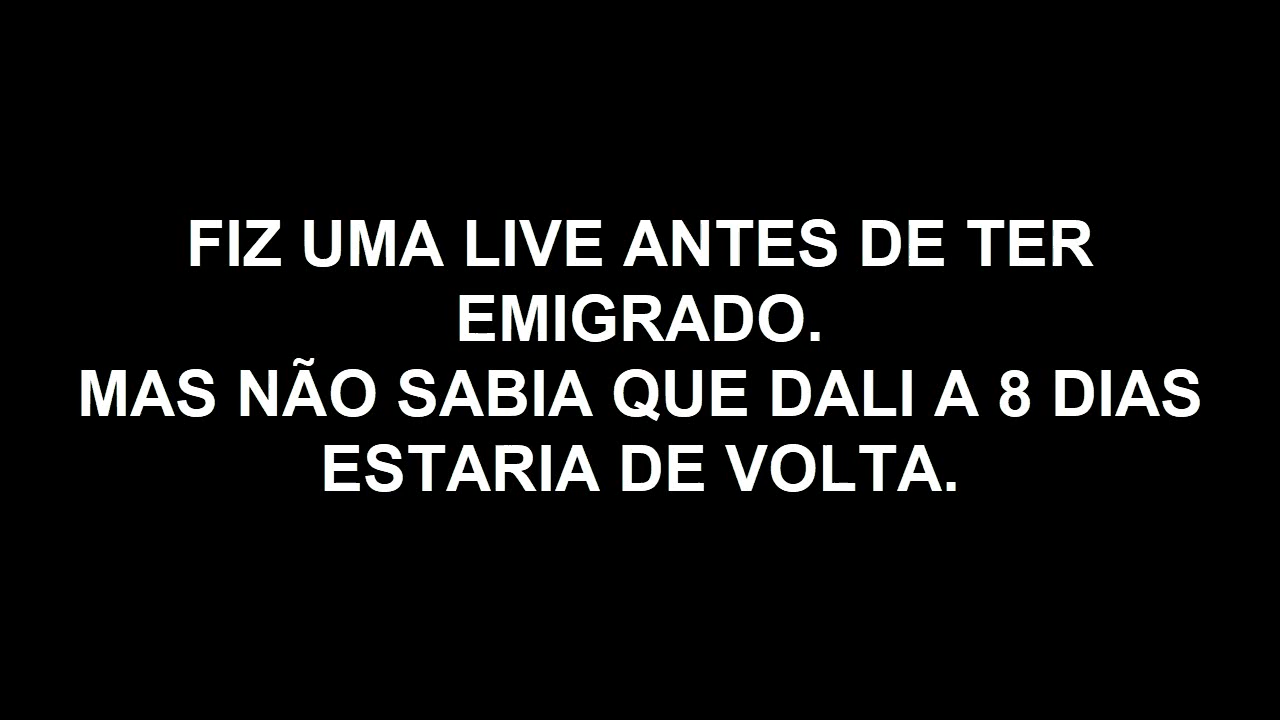 FIZ UMA LIVE ANTES DE TER
EMIGRADO.
MAS NÃO SABIA QUE DALI A 8 DIAS
ESTARIA DE VOLTA.